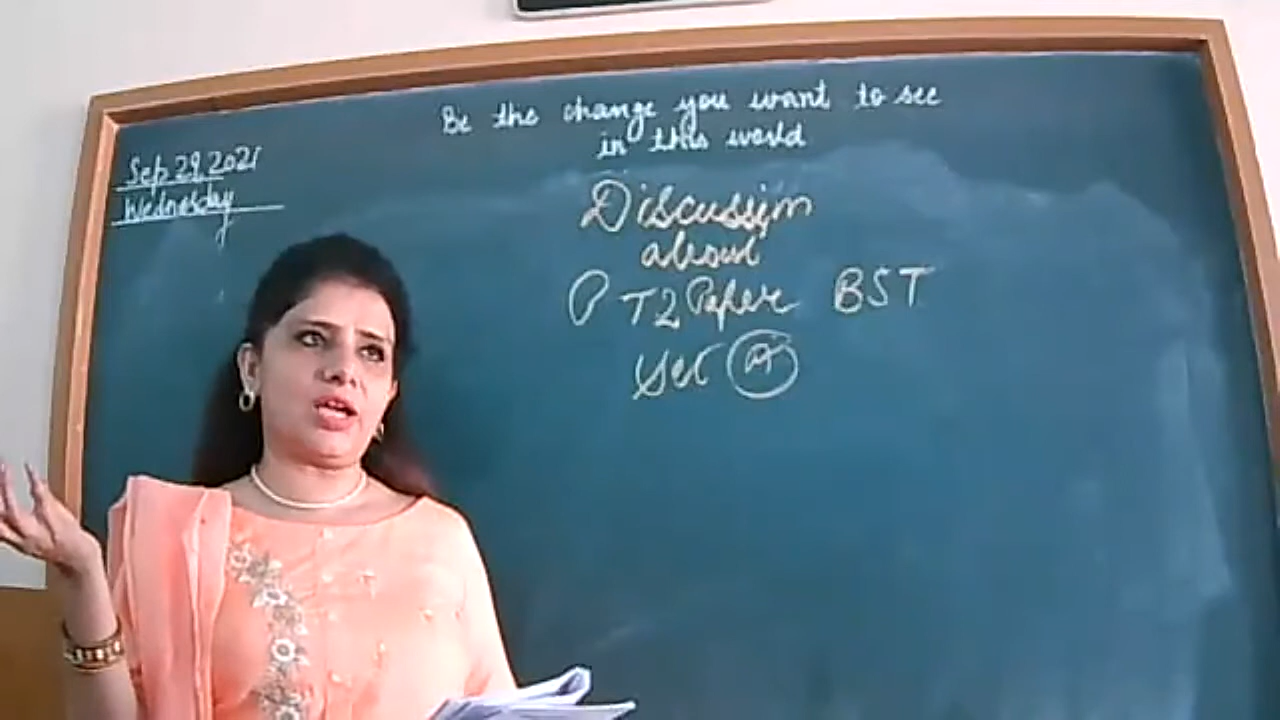 Be the change you want to see
in this world
Sep 29, 2021
Wednesday
Discussion
about
PT2 Paper BST
Set A